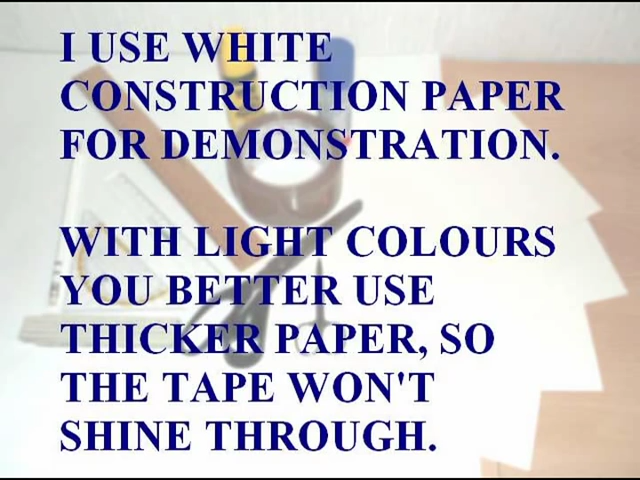 I USE WHITE
CONSTRUCTION PAPER
FOR DEMONSTRATION.
WITH LIGHT COLOURS
YOU BETTER USE
THICKER PAPER, SO
THE TAPE WON'T
SHINE THROUGH.